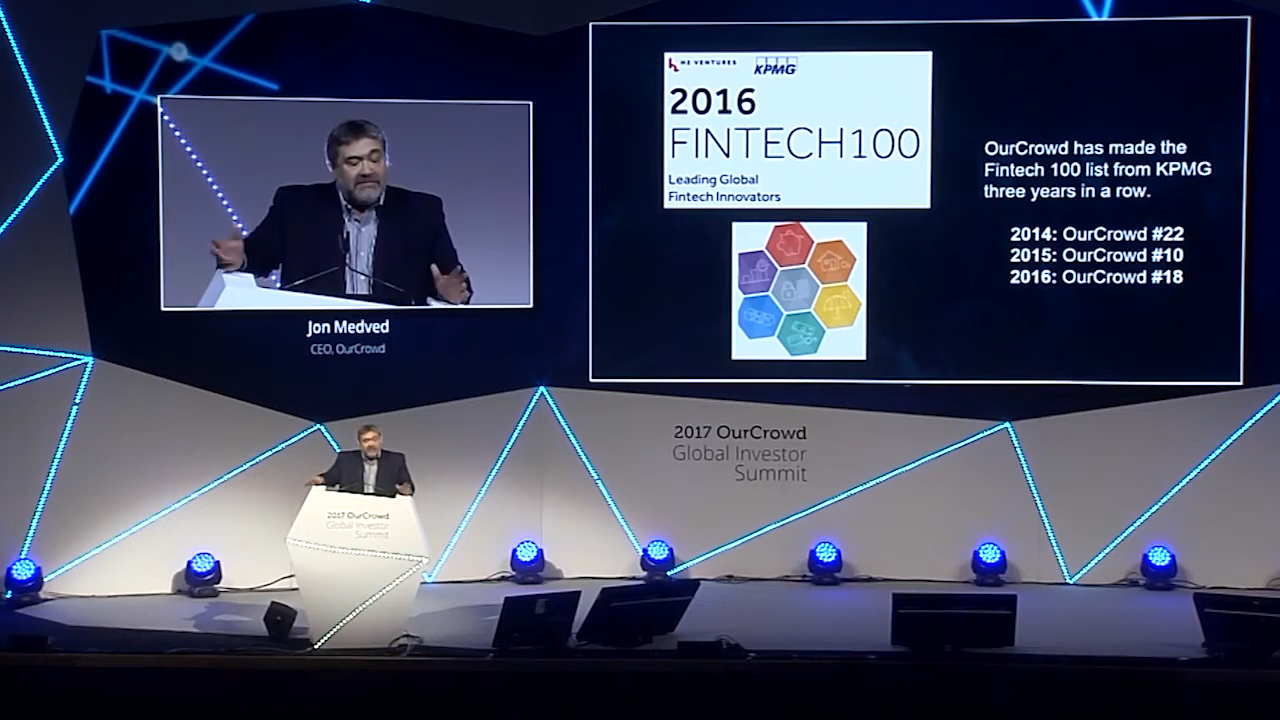 H2 VENTURES
KPMG
2016
FINTECH100
Leading Global
Fintech Innovators
OurCrowd has made the
Fintech 100 list from KPMG
three years in a row.
2014: OurCrowd #22
2015: OurCrowd #10
2016: OurCrowd #18
Jon Medved
CEO, OurCrowd
2017 OurCrowd
Global Investor
Summit
2017 OurCrowd
Global Investor
Summit